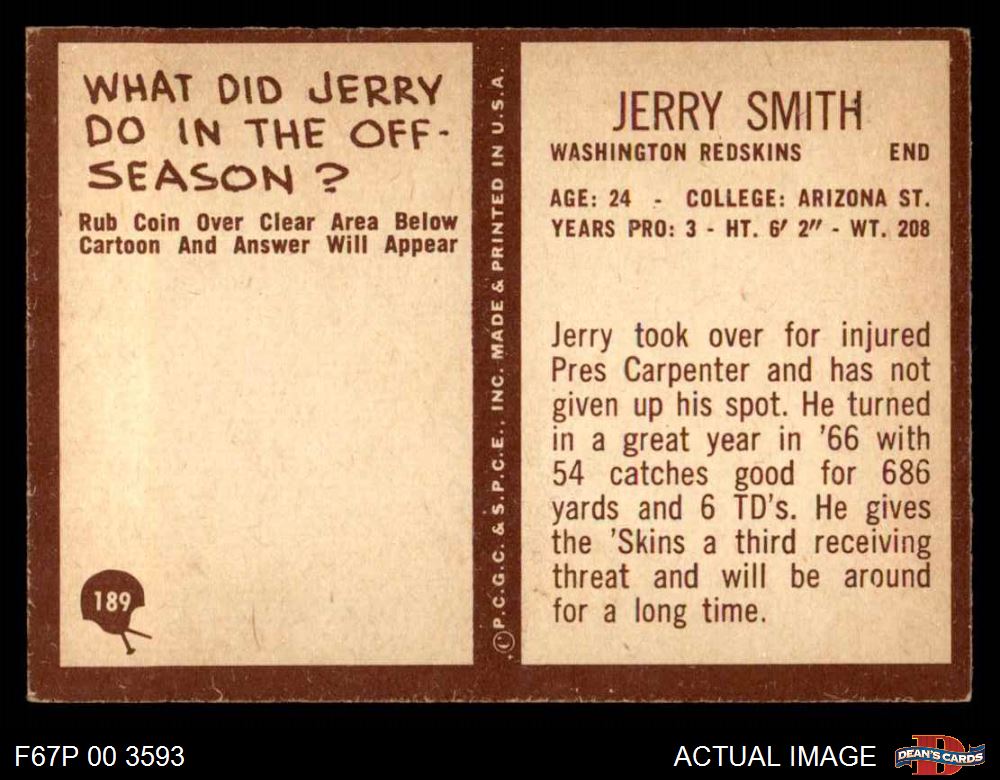 WHAT DID JERRY
DO IN THE OFF-
SEASON ?
Rub Coin Over Clear Area Below
Cartoon And Answer Will Appear
189
© P.C.G.C. & S.P.C.E., INC. MADE & PRINTED IN U.S.A.
JERRY SMITH
WASHINGTON REDSKINS END
AGE: 24 - COLLEGE: ARIZONA ST.
YEARS PRO: 3 - HT. 6' 2" - WT. 208
Jerry took over for injured
Pres Carpenter and has not
given up his spot. He turned
in a great year in '66 with
54 catches good for 686
yards and 6 TD's. He gives
the 'Skins a third receiving
threat and will be around
for a long time.
F67P 00 3593
ACTUAL IMAGE
D
DEAN'S CARDS